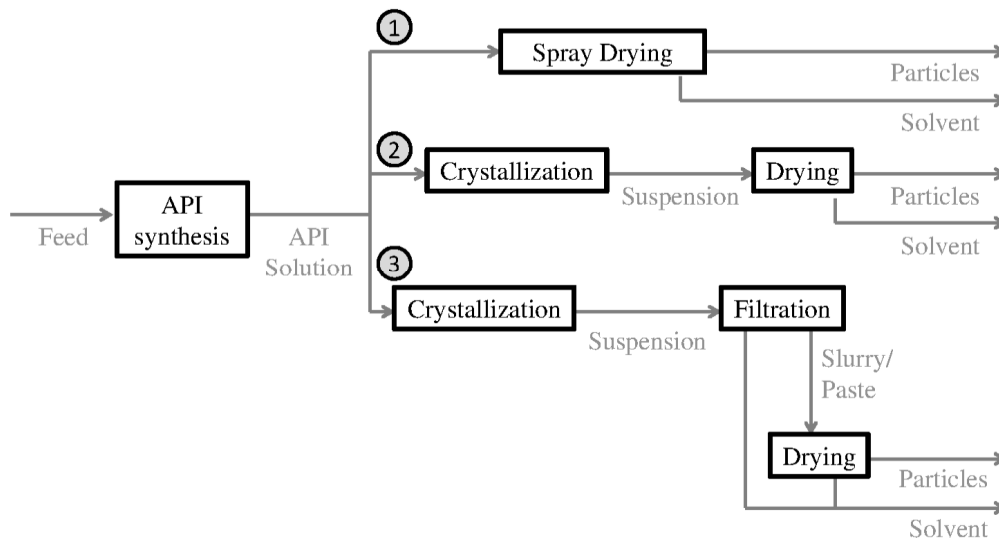 1
Spray Drying
Particles
Solvent
2
Crystallization
Suspension
Drying
Particles
Solvent
API
synthesis
Feed
API
Solution
3
Crystallization
Suspension
Filtration
Slurry/
Paste
Drying
Particles
Solvent